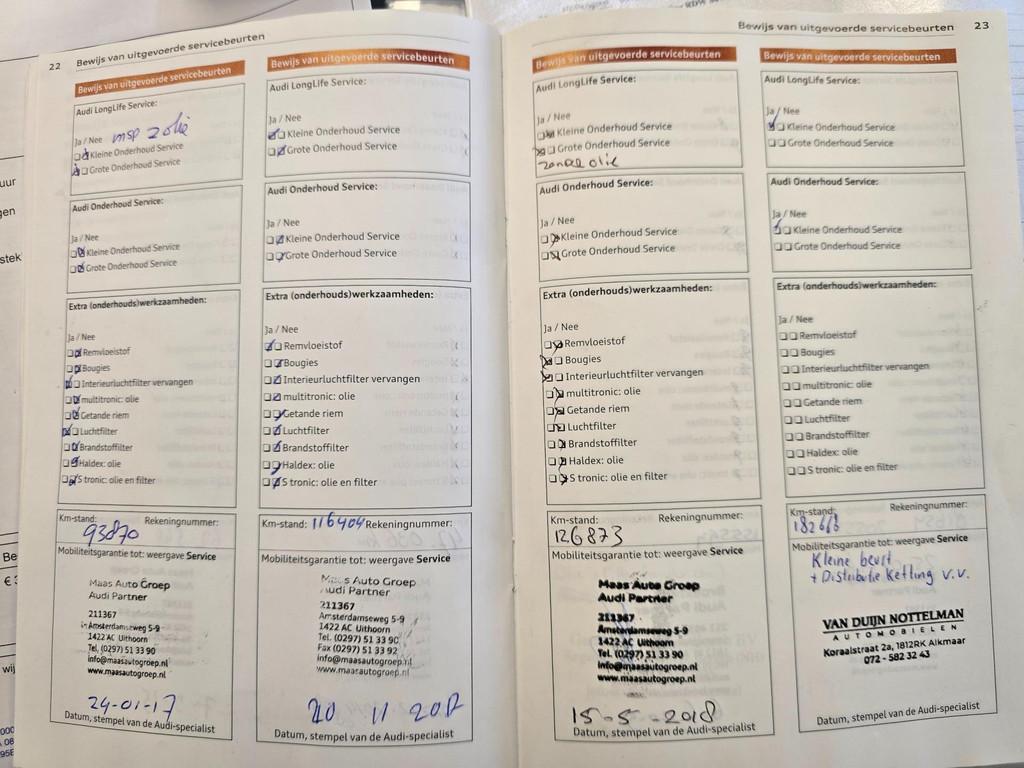 22 Bewijs van uitgevoerde servicebeurten
Bewijs van uitgevoerde servicebeurten
Audi LongLife Service:
Ja / Nee msp z olie
Kleine Onderhoud Service
Grote Onderhoud Service
Audi Onderhoud Service:
Ja / Nee
Kleine Onderhoud Service
Grote Onderhoud Service
Extra (onderhouds)werkzaamheden:
Ja / Nee
Remvloeistof
Bougies
Interieurluchtfilter vervangen
multitronic: olie
Getande riem
Luchtfilter
Brandstoffilter
Haldex: olie
S tronic: olie en filter
Km-stand: Rekeningnummer:
93870
Mobiliteitsgarantie tot: weergave Service
Maas Auto Groep
Audi Partner
211367
Amsterdamseweg 5-9
1422 AC Uithoorn
Tel. (0297) 51 33 90
info@maasautogroep.nl
www.maasautogroep.nl
24-01-17
Datum, stempel van de Audi-specialist
Bewijs van uitgevoerde servicebeurten
Audi LongLife Service:
Ja / Nee
Kleine Onderhoud Service
Grote Onderhoud Service
Audi Onderhoud Service:
Ja / Nee
Kleine Onderhoud Service
Grote Onderhoud Service
Extra (onderhouds)werkzaamheden:
Ja / Nee
Remvloeistof
Bougies
Interieurluchtfilter vervangen
multitronic: olie
Getande riem
Luchtfilter
Brandstoffilter
Haldex: olie
S tronic: olie en filter
Km-stand: 116404 Rekeningnummer:
Mobiliteitsgarantie tot: weergave Service
Maas Auto Groep
Audi Partner
211367
Amsterdamseweg 5-9
1422 AC Uithoorn
Tel. (0297) 51 33 90
Fax (0297) 51 33 92
info@maasautogroep.nl
www.maasautogroep.nl
20 11 2017
Datum, stempel van de Audi-specialist
Bewijs van uitgevoerde servicebeurten 23
Bewijs van uitgevoerde servicebeurten
Audi LongLife Service:
Ja / Nee
Kleine Onderhoud Service
Grote Onderhoud Service
zonder olie
Audi Onderhoud Service:
Ja / Nee
Kleine Onderhoud Service
Grote Onderhoud Service
Extra (onderhouds)werkzaamheden:
Ja / Nee
Remvloeistof
Bougies
Interieurluchtfilter vervangen
multitronic: olie
Getande riem
Luchtfilter
Brandstoffilter
Haldex: olie
S tronic: olie en filter
Km-stand: Rekeningnummer:
126873
Mobiliteitsgarantie tot: weergave Service
Maas Auto Groep
Audi Partner
211367
Amsterdamseweg 5-9
1422 AC Uithoorn
Tel. (0297) 51 33 90
info@maasautogroep.nl
www.maasautogroep.nl
15-5-2018
Datum, stempel van de Audi-specialist
Bewijs van uitgevoerde servicebeurten
Audi LongLife Service:
Ja / Nee
Kleine Onderhoud Service
Grote Onderhoud Service
Audi Onderhoud Service:
Ja / Nee
Kleine Onderhoud Service
Grote Onderhoud Service
Extra (onderhouds)werkzaamheden:
Ja / Nee
Remvloeistof
Bougies
Interieurluchtfilter vervangen
multitronic: olie
Getande riem
Luchtfilter
Brandstoffilter
Haldex: olie
S tronic: olie en filter
Km-stand: Rekeningnummer:
Mobiliteitsgarantie tot: weergave Service
Kleine beurt
+ Distributie Ketting v.v.
VAN DUIJN NOTTELMAN
AUTOMOBIELEN
Koraalstraat 2a, 1812RK Alkmaar
072 - 582 32 43
Datum, stempel van de Audi-specialist